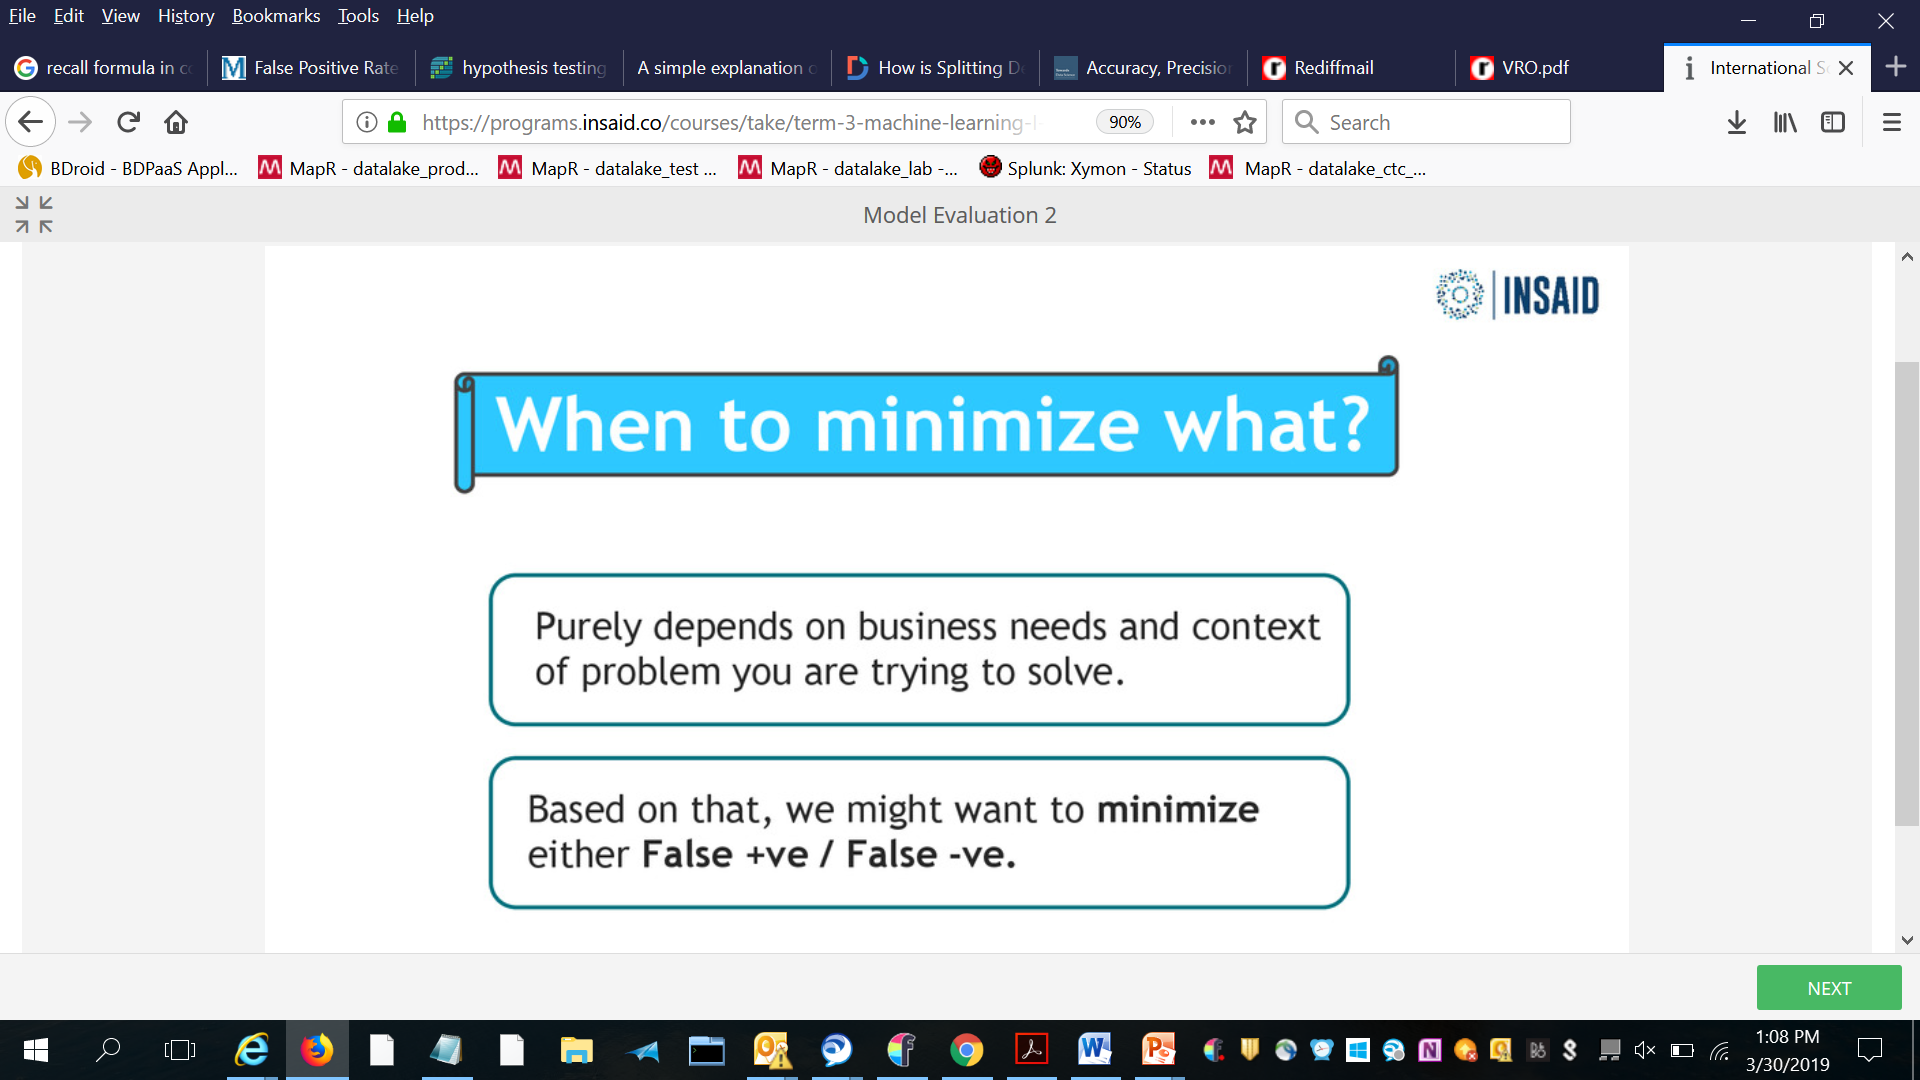 File Edit View History Bookmarks Tools Help
recall formula in co
False Positive Rate
hypothesis testing
A simple explanation o
How is Splitting De
Accuracy, Precision
Rediffmail
VRO.pdf
International Sc
https://programs.insaid.co/courses/take/term-3-machine-learning-l
90%
Search
BDroid - BDPaaS Appl...
MapR - datalake_prod...
MapR - datalake_test ...
MapR - datalake_lab -...
Splunk: Xymon - Status
MapR - datalake_ctc_...
Model Evaluation 2
INSAID
When to minimize what?
Purely depends on business needs and context
of problem you are trying to solve.
Based on that, we might want to minimize
either False +ve / False -ve.
NEXT
1:08 PM
3/30/2019